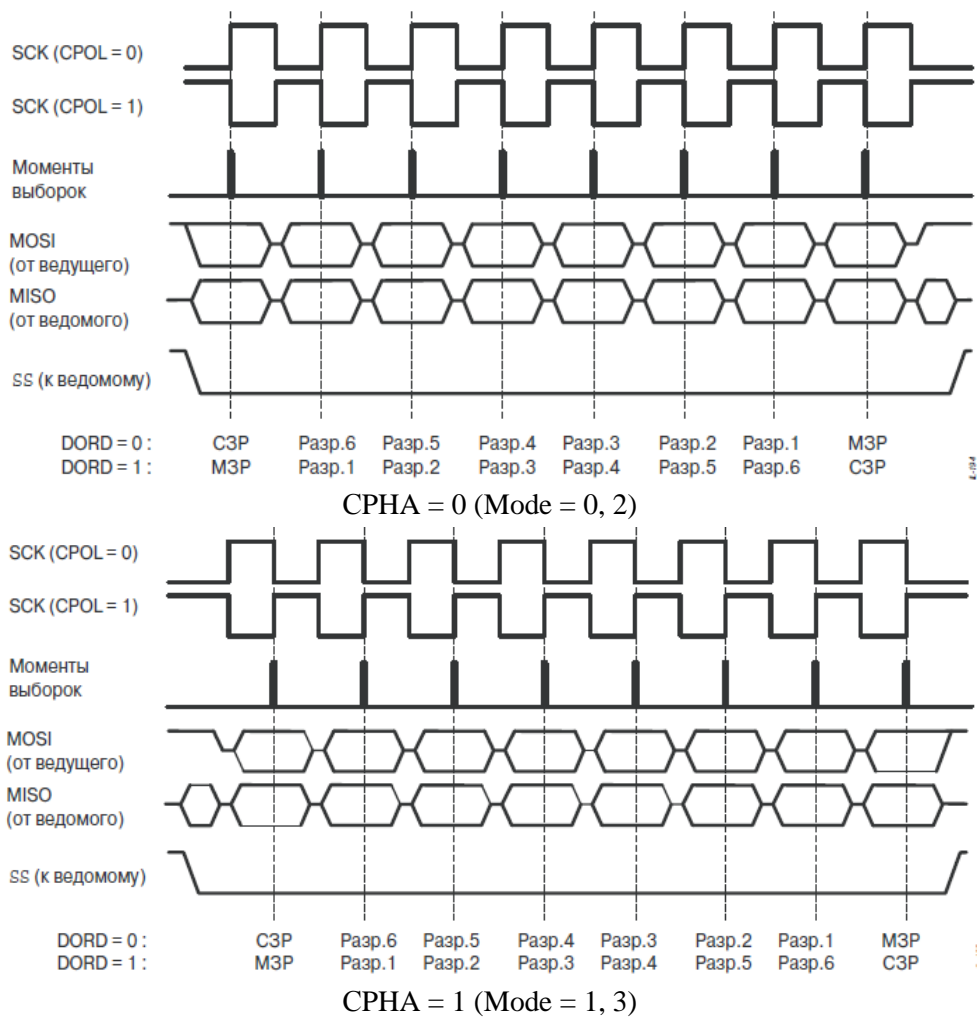 SCK (CPOL = 0)
SCK (CPOL = 1)
Моменты
выборок
MOSI
(от ведущего)
MISO
(от ведомого)
SS (к ведомому)
DORD = 0 : СЗР Разр.6 Разр.5 Разр.4 Разр.3 Разр.2 Разр.1 МЗР
DORD = 1 : МЗР Разр.1 Разр.2 Разр.3 Разр.4 Разр.5 Разр.6 СЗР
CPHA = 0 (Mode = 0, 2)
SCK (CPOL = 0)
SCK (CPOL = 1)
Моменты
выборок
MOSI
(от ведущего)
MISO
(от ведомого)
SS (к ведомому)
DORD = 0 : СЗР Разр.6 Разр.5 Разр.4 Разр.3 Разр.2 Разр.1 МЗР
DORD = 1 : МЗР Разр.1 Разр.2 Разр.3 Разр.4 Разр.5 Разр.6 СЗР
CPHA = 1 (Mode = 1, 3)